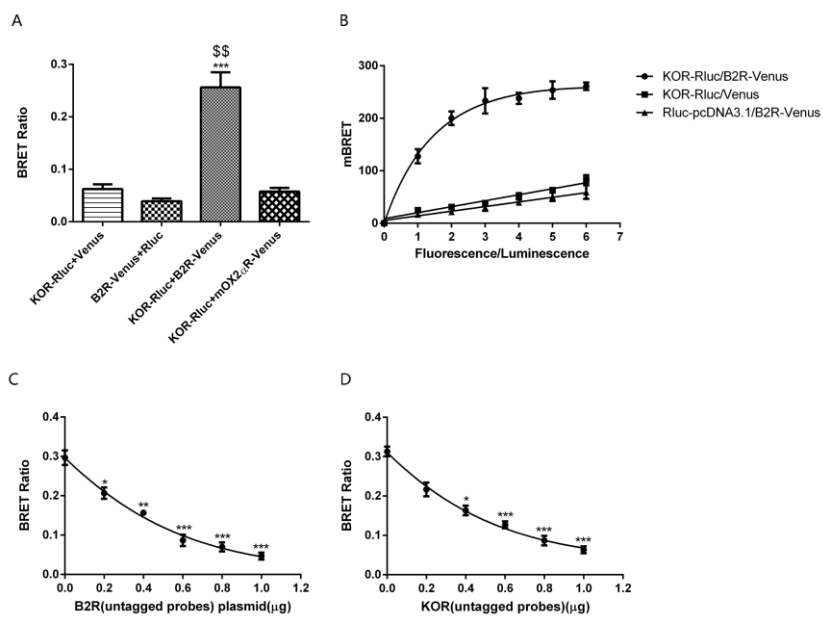 A
0.3
0.2
0.1
0.0
BRET Ratio
$$
***
KOR-Rluc+Venus
B2R-Venus+Rluc
KOR-Rluc+B2R-Venus
KOR-Rluc+mOX2αR-Venus
B
300
200
100
0
mBRET
0 1 2 3 4 5 6 7
Fluorescence/Luminescence
KOR-Rluc/B2R-Venus
KOR-Rluc/Venus
Rluc-pcDNA3.1/B2R-Venus
C
0.4
0.3
0.2
0.1
0.0
BRET Ratio
* ** *** *** ***
0.0 0.2 0.4 0.6 0.8 1.0 1.2
B2R(untagged probes) plasmid(μg)
D
0.4
0.3
0.2
0.1
0.0
BRET Ratio
* *** *** ***
0.0 0.2 0.4 0.6 0.8 1.0 1.2
KOR(untagged probes)(μg)